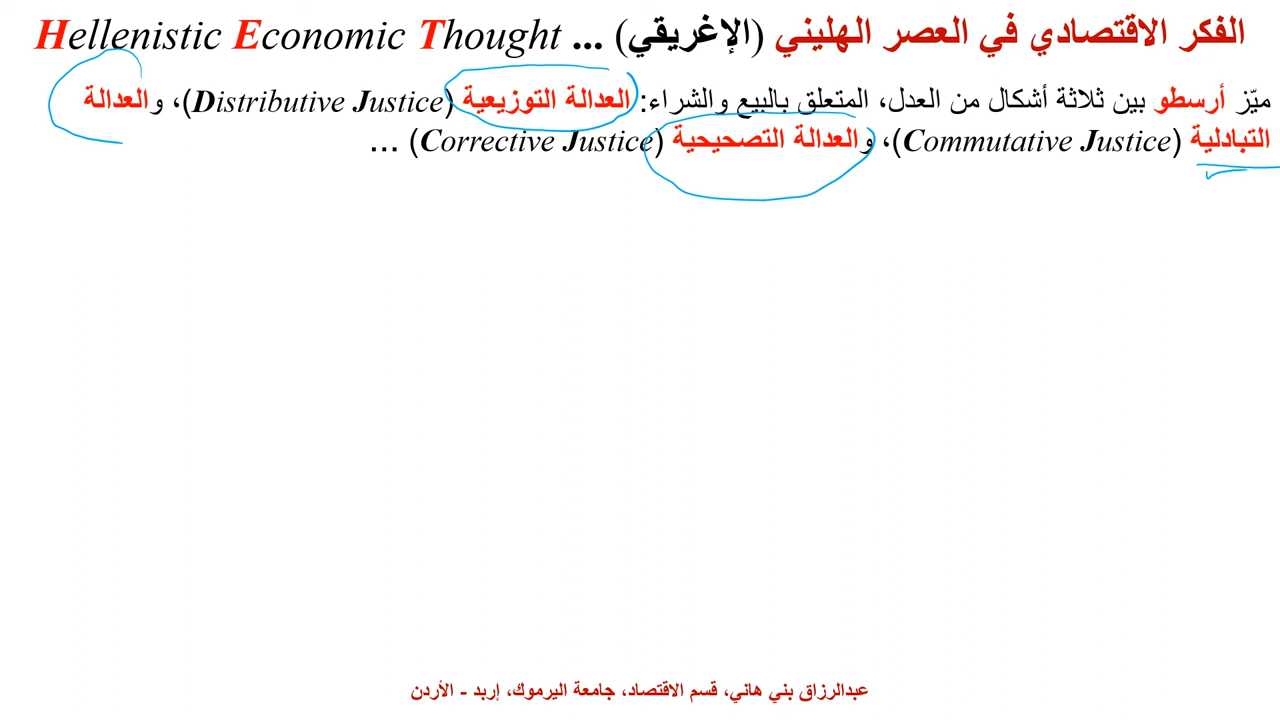 الفكر الاقتصادي في العصر الهليني (الإغريقي) ... Hellenistic Economic Thought
ميّز أرسطو بين ثلاثة أشكال من العدل، المتعلق بالبيع والشراء: العدالة التوزيعية (Distributive Justice)، والعدالة
التبادلية (Commutative Justice)، والعدالة التصحيحية (Corrective Justice) ...
عبدالرزاق بني هاني، قسم الاقتصاد، جامعة اليرموك، إربد - الأردن